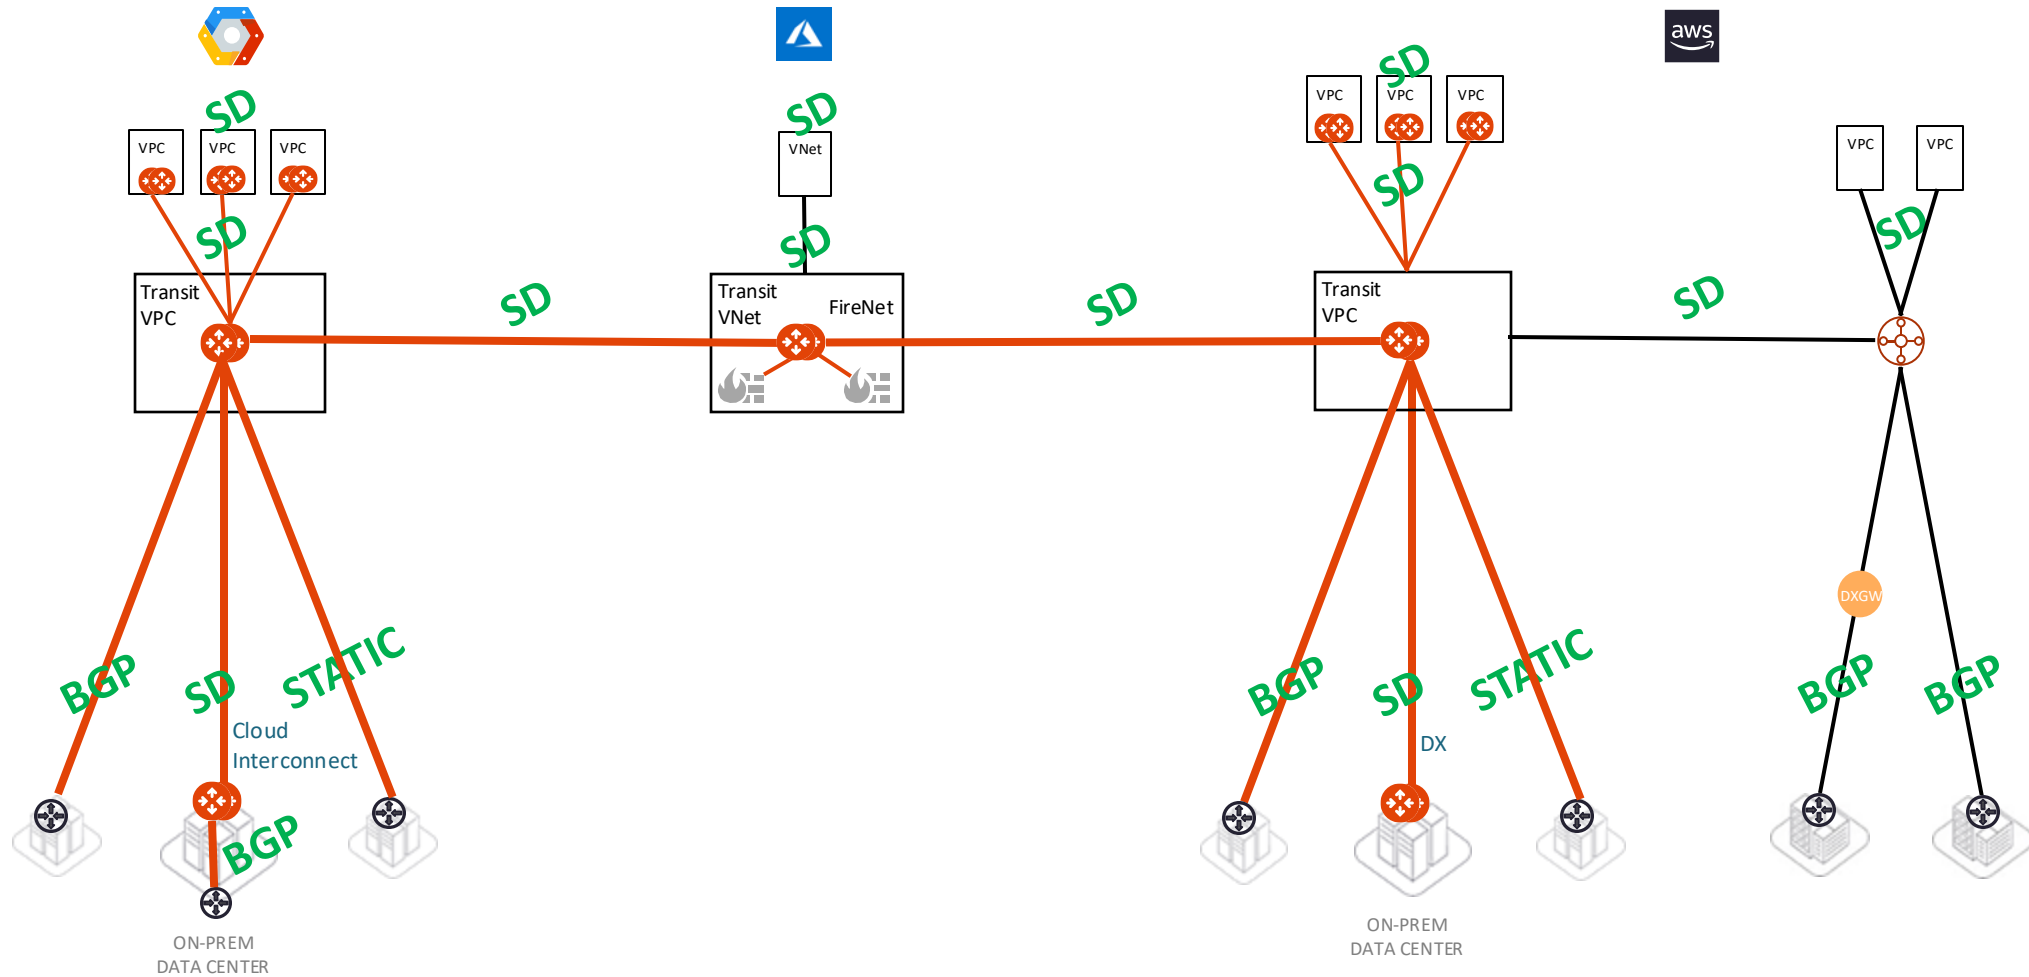 aws
SD
SD
SD
VPC
VPC
VPC
VNet
VPC
VPC
VPC
VPC
VPC
SD
SD
SD
SD
Transit
VPC
SD
Transit
VNet
FireNet
SD
Transit
VPC
SD
BGP
SD
STATIC
Cloud
Interconnect
BGP
ON-PREM
DATA CENTER
BGP
SD
STATIC
DX
ON-PREM
DATA CENTER
DXGW
BGP
BGP